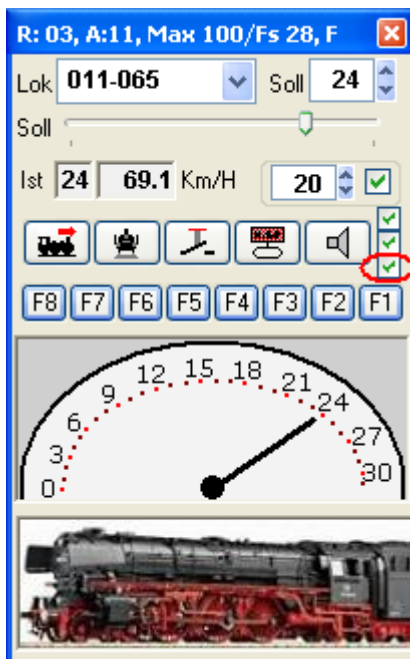 R: 03, A:11, Max 100/Fs 28, F
Lok 011-065 Soll 24
Soll
Ist 24 69.1 Km/H 20
F8 F7 F6 F5 F4 F3 F2 F1
0 3 6 9 12 15 18 21 24 27 30